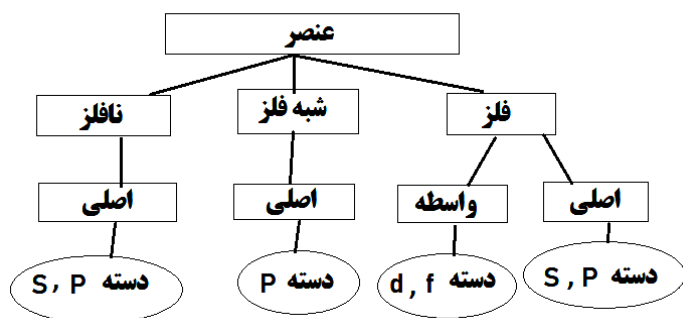 عنصر
فلز
شبه فلز
نافلز
اصلی
واسطه
اصلی
اصلی
دسته S , P
دسته d , f
دسته P
دسته S , P